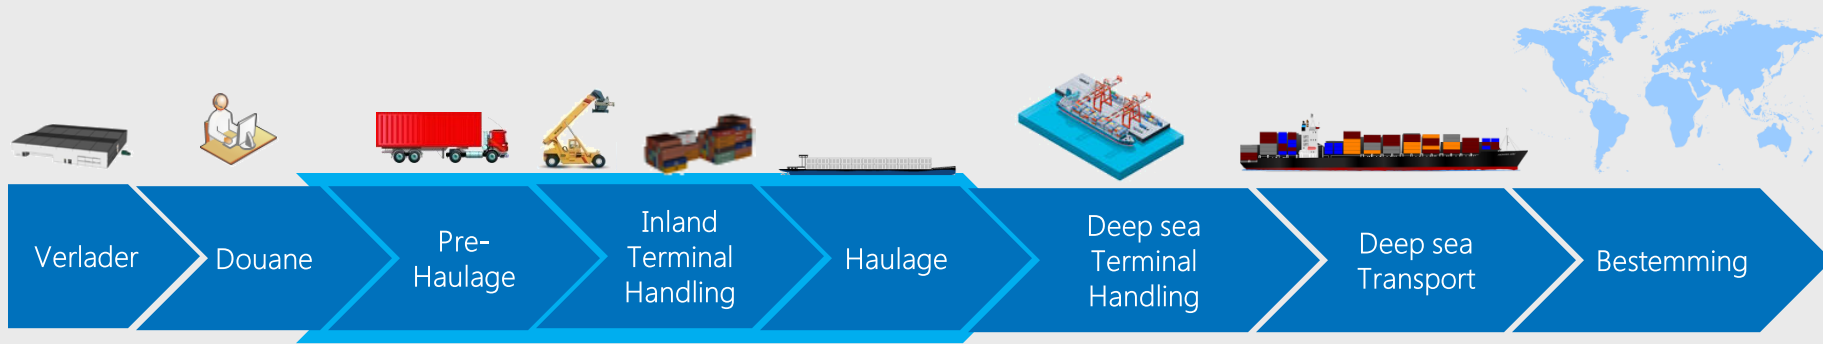 Verlader
Douane
Pre-
Haulage
Inland
Terminal
Handling
Haulage
Deep sea
Terminal
Handling
Deep sea
Transport
Bestemming